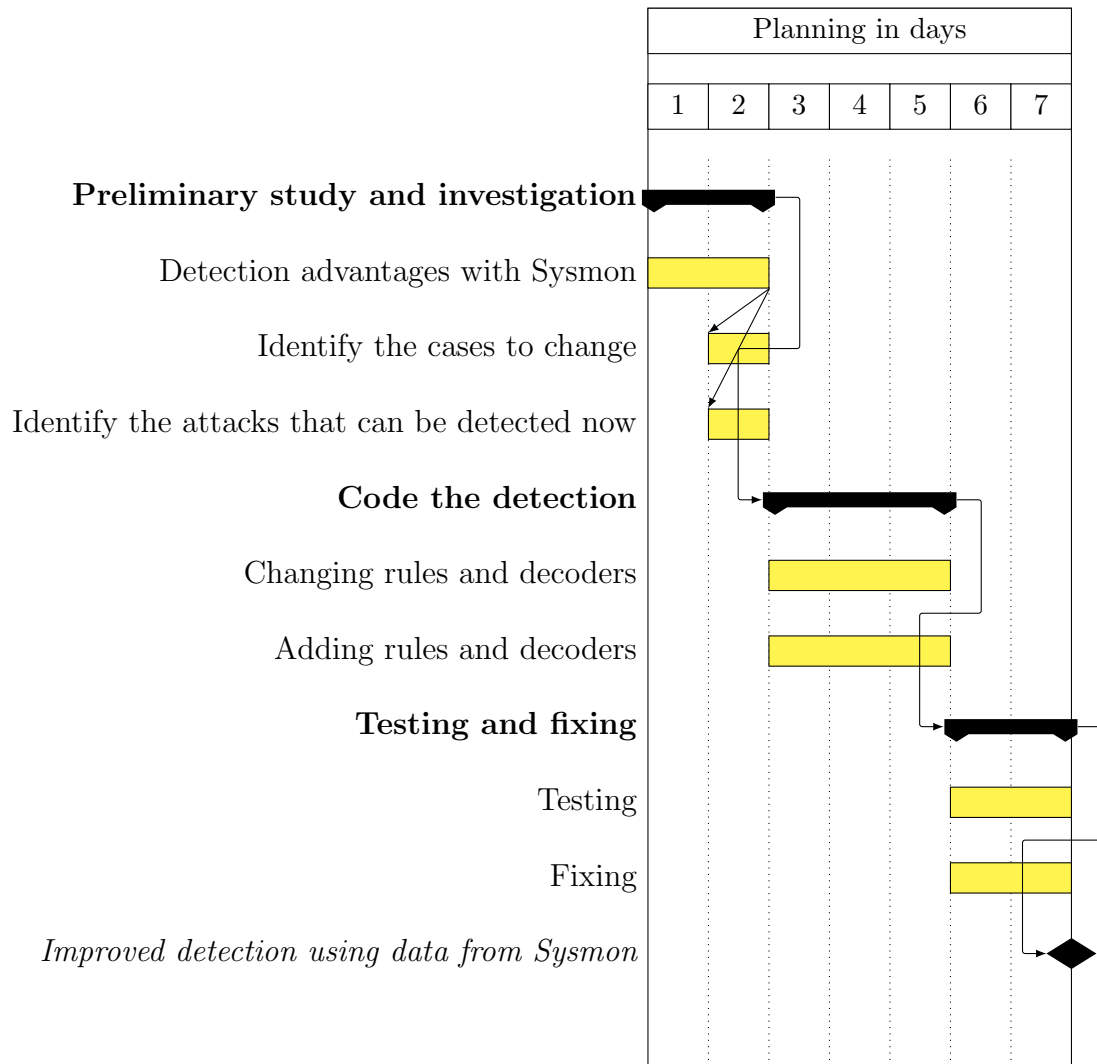 Planning in days
1 2 3 4 5 6 7
Preliminary study and investigation
Detection advantages with Sysmon
Identify the cases to change
Identify the attacks that can be detected now
Code the detection
Changing rules and decoders
Adding rules and decoders
Testing and fixing
Testing
Fixing
Improved detection using data from Sysmon